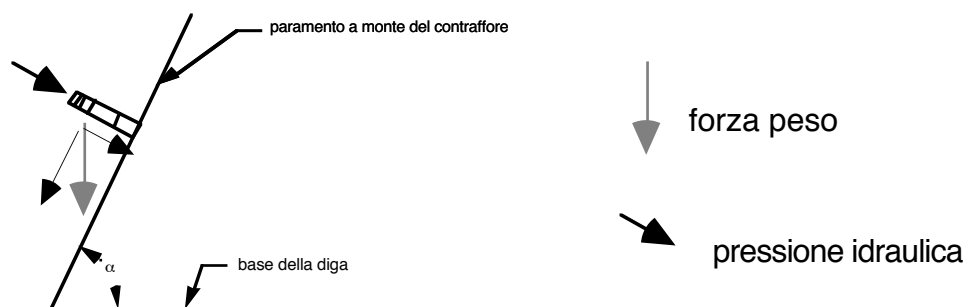 paramento a monte del contraffore
forza peso
pressione idraulica
base della diga
α